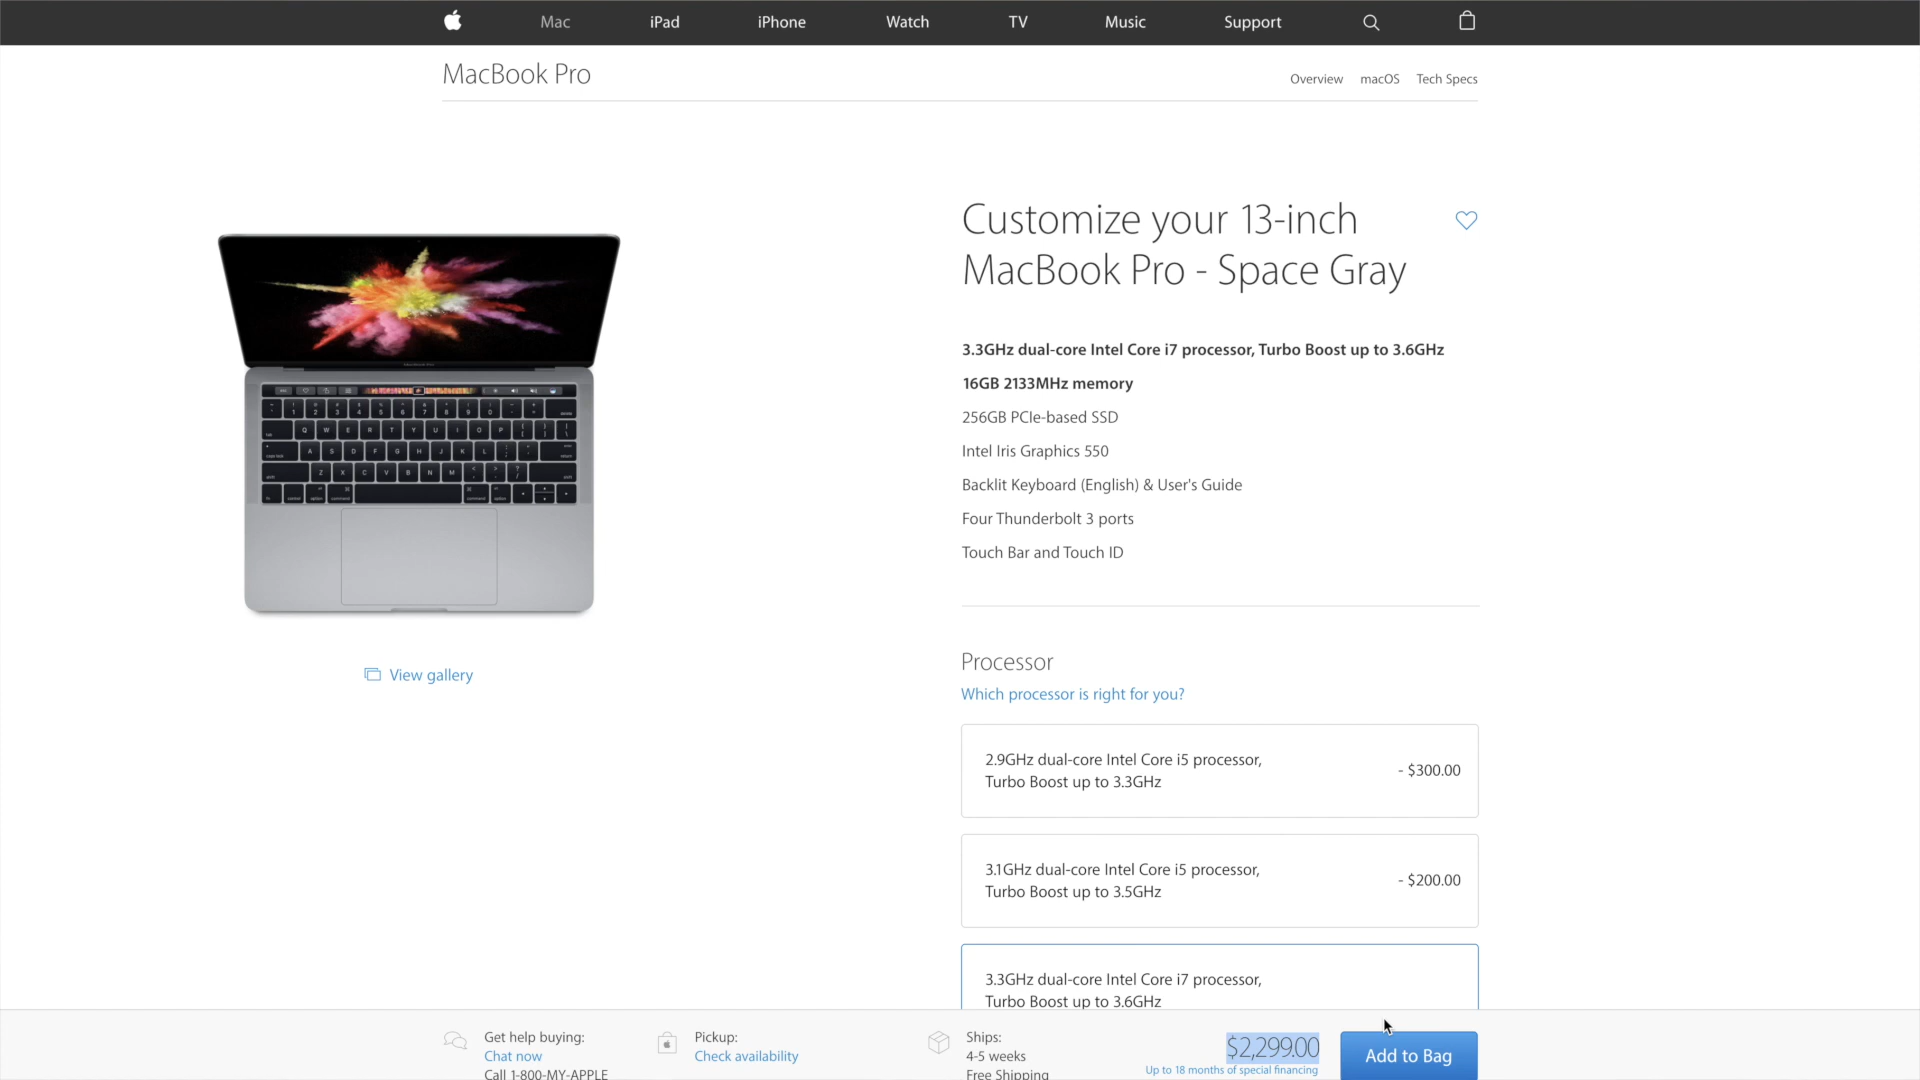 Mac
iPad
iPhone
Watch
TV
Music
Support
MacBook Pro
Overview
macOS
Tech Specs
Customize your 13-inch
MacBook Pro - Space Gray
3.3GHz dual-core Intel Core i7 processor, Turbo Boost up to 3.6GHz
16GB 2133MHz memory
256GB PCIe-based SSD
Intel Iris Graphics 550
Backlit Keyboard (English) & User's Guide
Four Thunderbolt 3 ports
Touch Bar and Touch ID
View gallery
Processor
Which processor is right for you?
2.9GHz dual-core Intel Core i5 processor,
Turbo Boost up to 3.3GHz
- $300.00
3.1GHz dual-core Intel Core i5 processor,
Turbo Boost up to 3.5GHz
- $200.00
3.3GHz dual-core Intel Core i7 processor,
Turbo Boost up to 3.6GHz
Get help buying:
Chat now
Call 1-800-MY-APPLE
Pickup:
Check availability
Ships:
4-5 weeks
Free Shipping
$2,299.00
Up to 18 months of special financing
Add to Bag